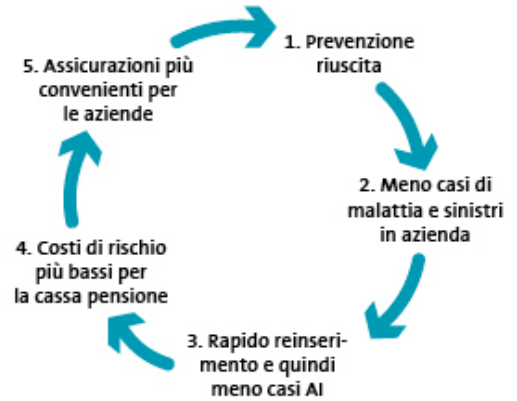 1. Prevenzione
riuscita
2. Meno casi di
malattia e sinistri
in azienda
3. Rapido reinseri-
mento e quindi
meno casi AI
4. Costi di rischio
più bassi per
la cassa pensione
5. Assicurazioni più
convenienti per
le aziende